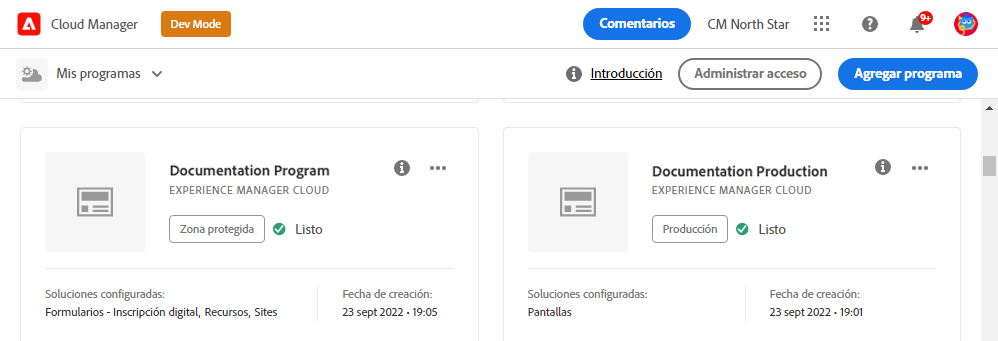 Cloud Manager Dev Mode Comentarios CM North Star 9+
Mis programas Introducción Administrar acceso Agregar programa
Documentation Program
EXPERIENCE MANAGER CLOUD
Zona protegida Listo
Soluciones configuradas: Fecha de creación:
Formularios - Inscripción digital, Recursos, Sites 23 sept 2022 • 19:05
Documentation Production
EXPERIENCE MANAGER CLOUD
Producción Listo
Soluciones configuradas: Fecha de creación:
Pantallas 23 sept 2022 • 19:01